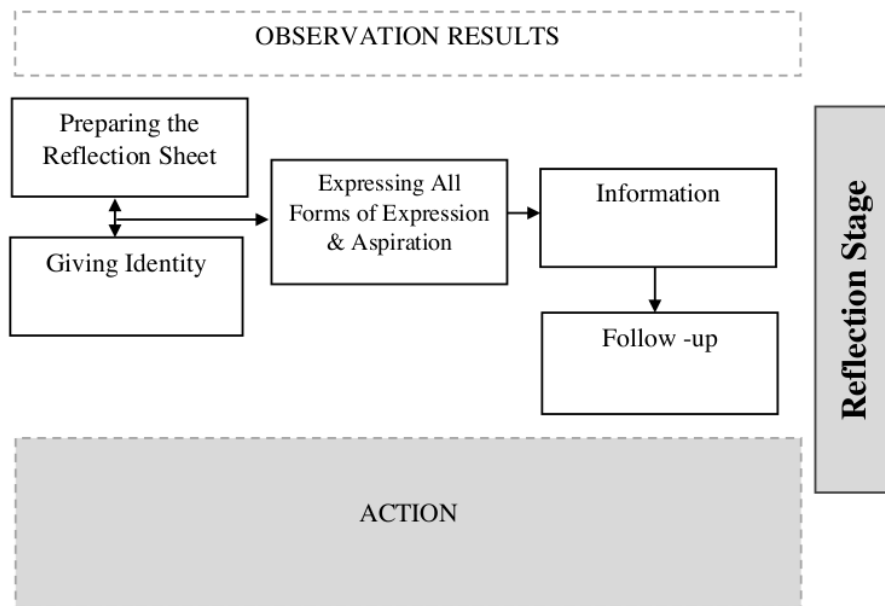 OBSERVATION RESULTS
Preparing the
Reflection Sheet
Giving Identity
Expressing All
Forms of Expression
& Aspiration
Information
Follow -up
Reflection Stage
ACTION